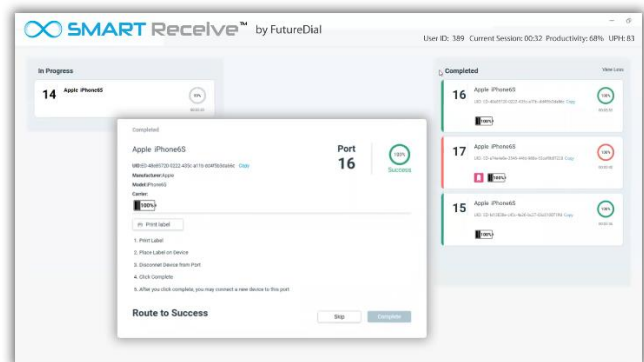 SMART Receive™ by FutureDial
User ID: 389 Current Session: 00:32 Productivity: 68% UPH: 83
In Progress
14 Apple iPhone6S
Completed
View Less
16 Apple iPhone6S
Copy
100%
100%
17 Apple iPhone6S
Copy
100%
15 Apple iPhone6S
Copy
100%
Completed
Apple iPhone6S
Port
16
100%
Success
Copy
Manufacturer: Apple
Model: iPhone6S
Carrier:
100%
Print label
1. Print Label
2. Place Label on Device
3. Disconnect Device from Port
4. Click Complete
5. After you click complete, you may connect a new device to this port
Route to Success
Skip
Complete